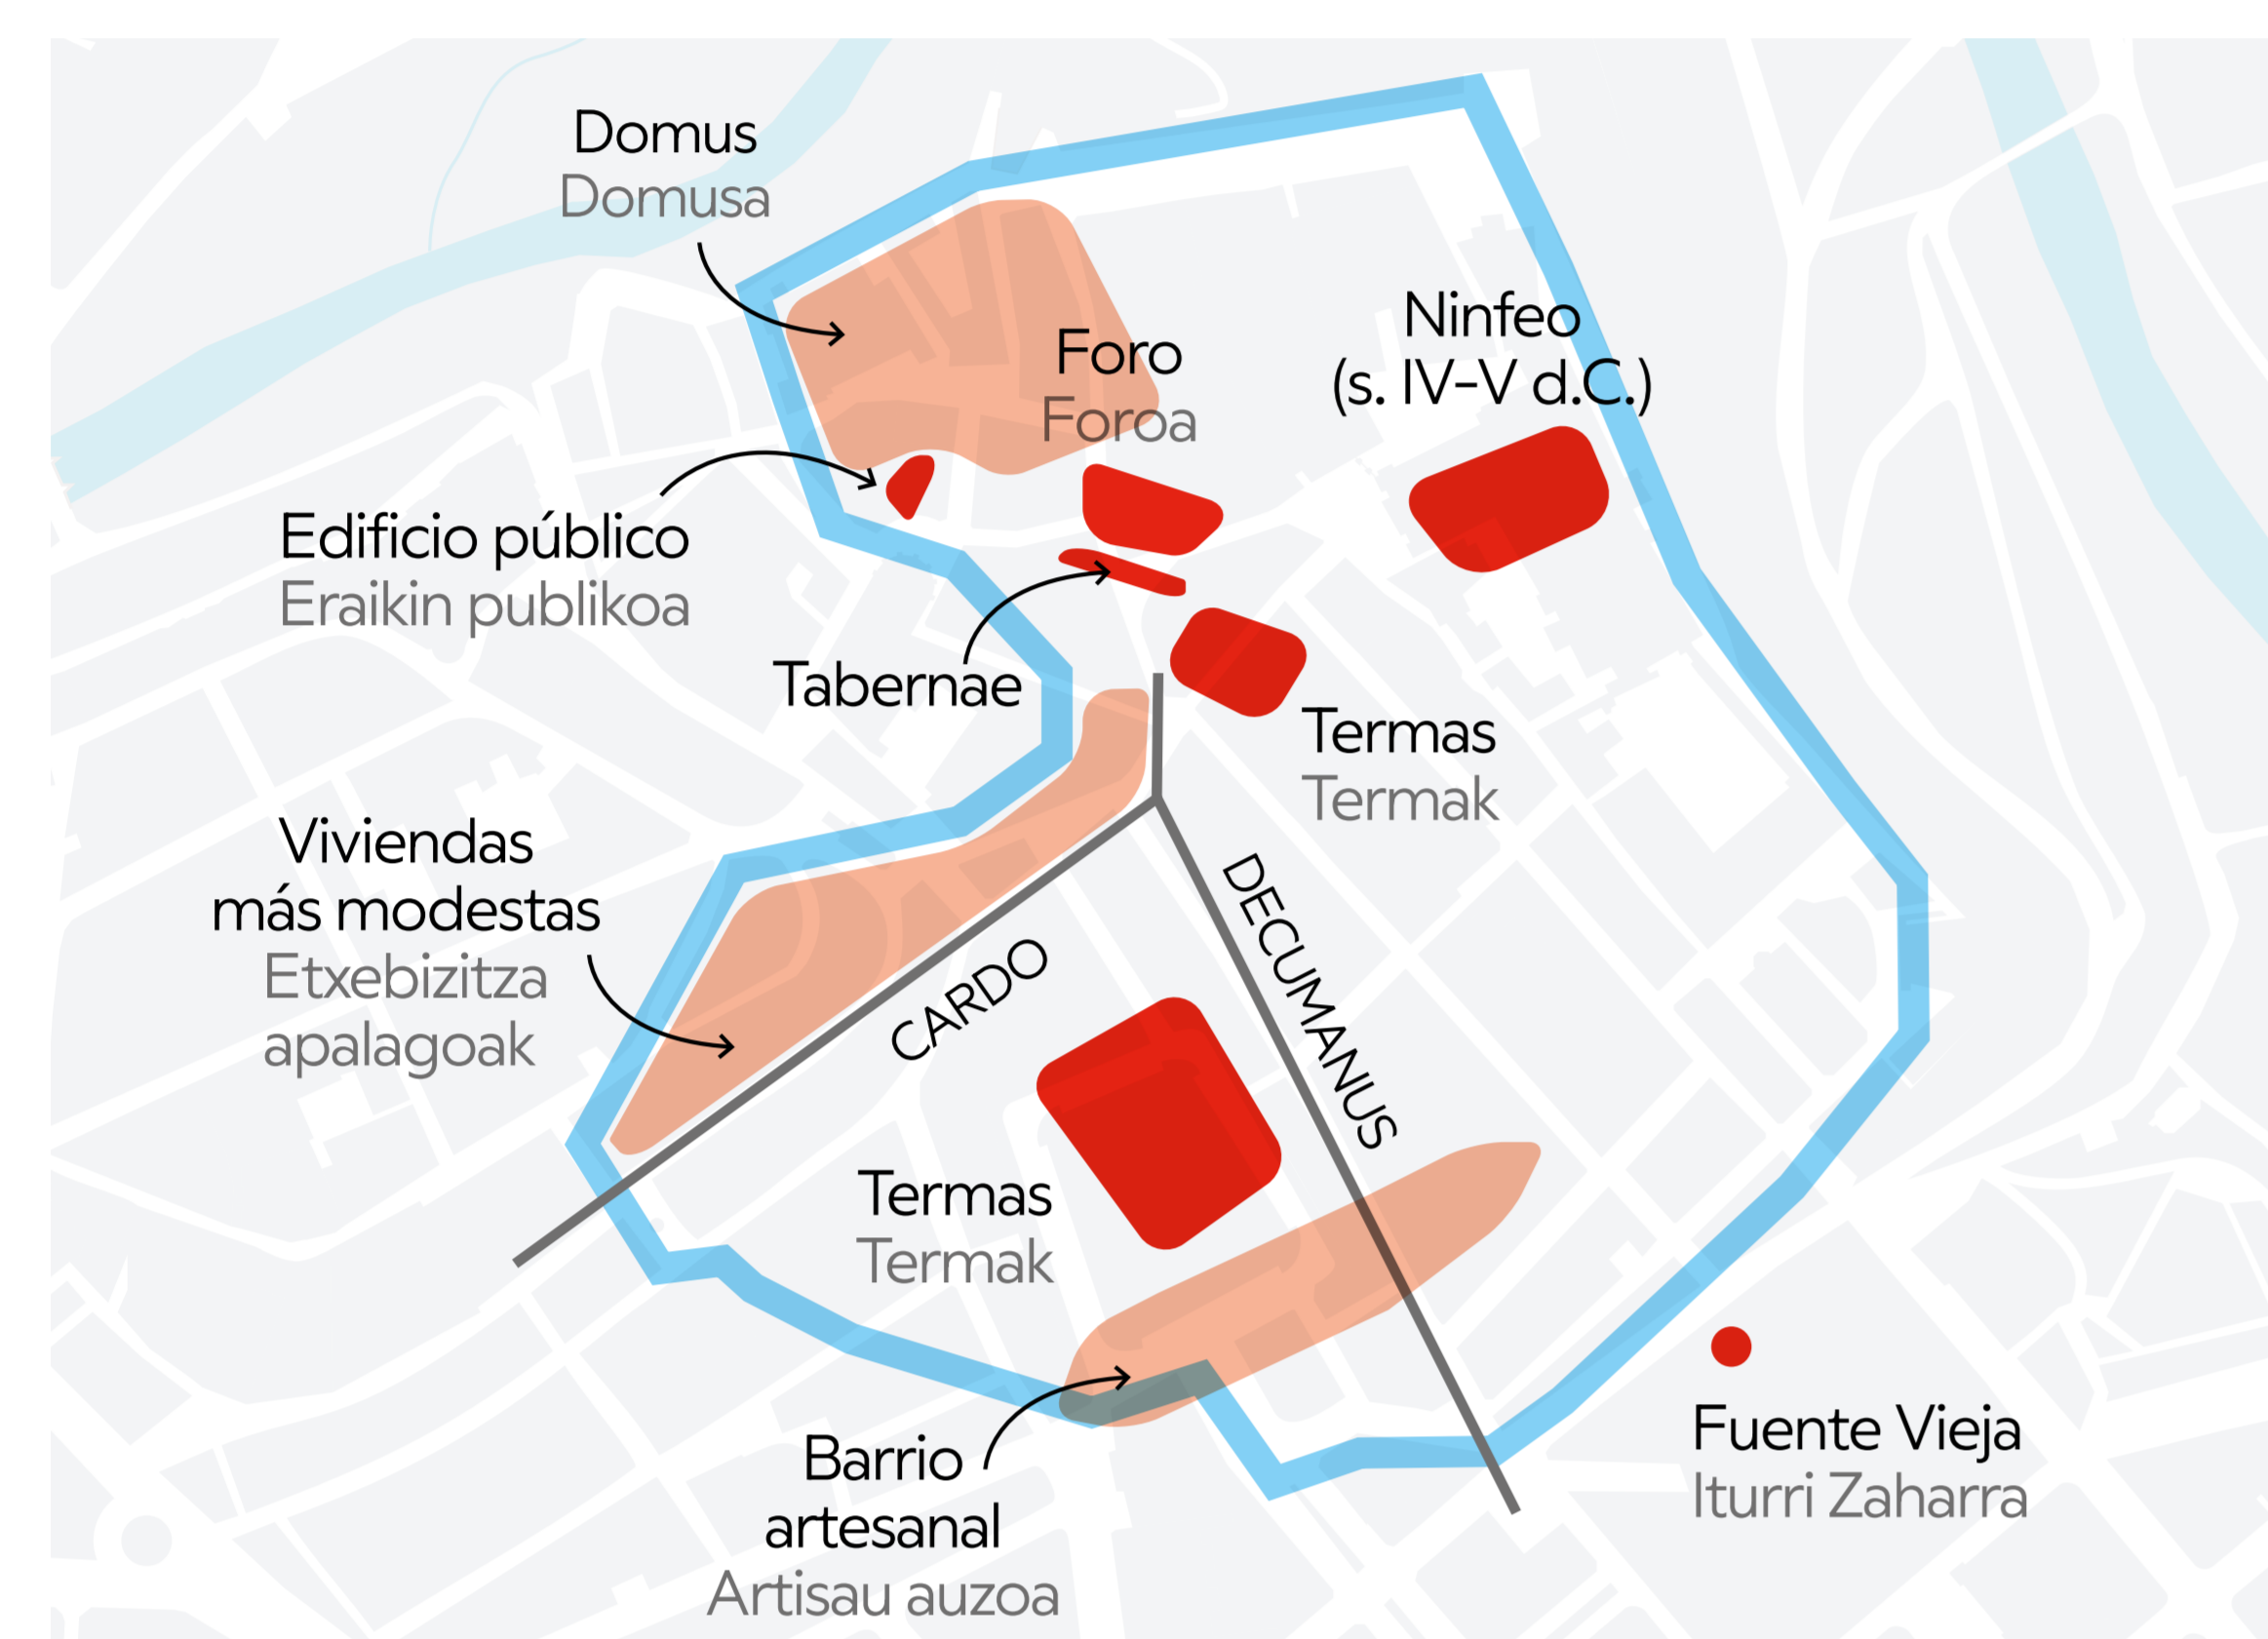 Domus
Domusa
Foro
Foroa
Ninfeo
(s. IV-V d.C.)
Edificio público
Eraikin publikoa
Tabernae
Termas
Termak
Viviendas
más modestas
Etxebizitza
apalagoak
CARDO
DECUMANUS
Termas
Termak
Barrio
artesanal
Artisau auzoa
Fuente Vieja
Iturri Zaharra